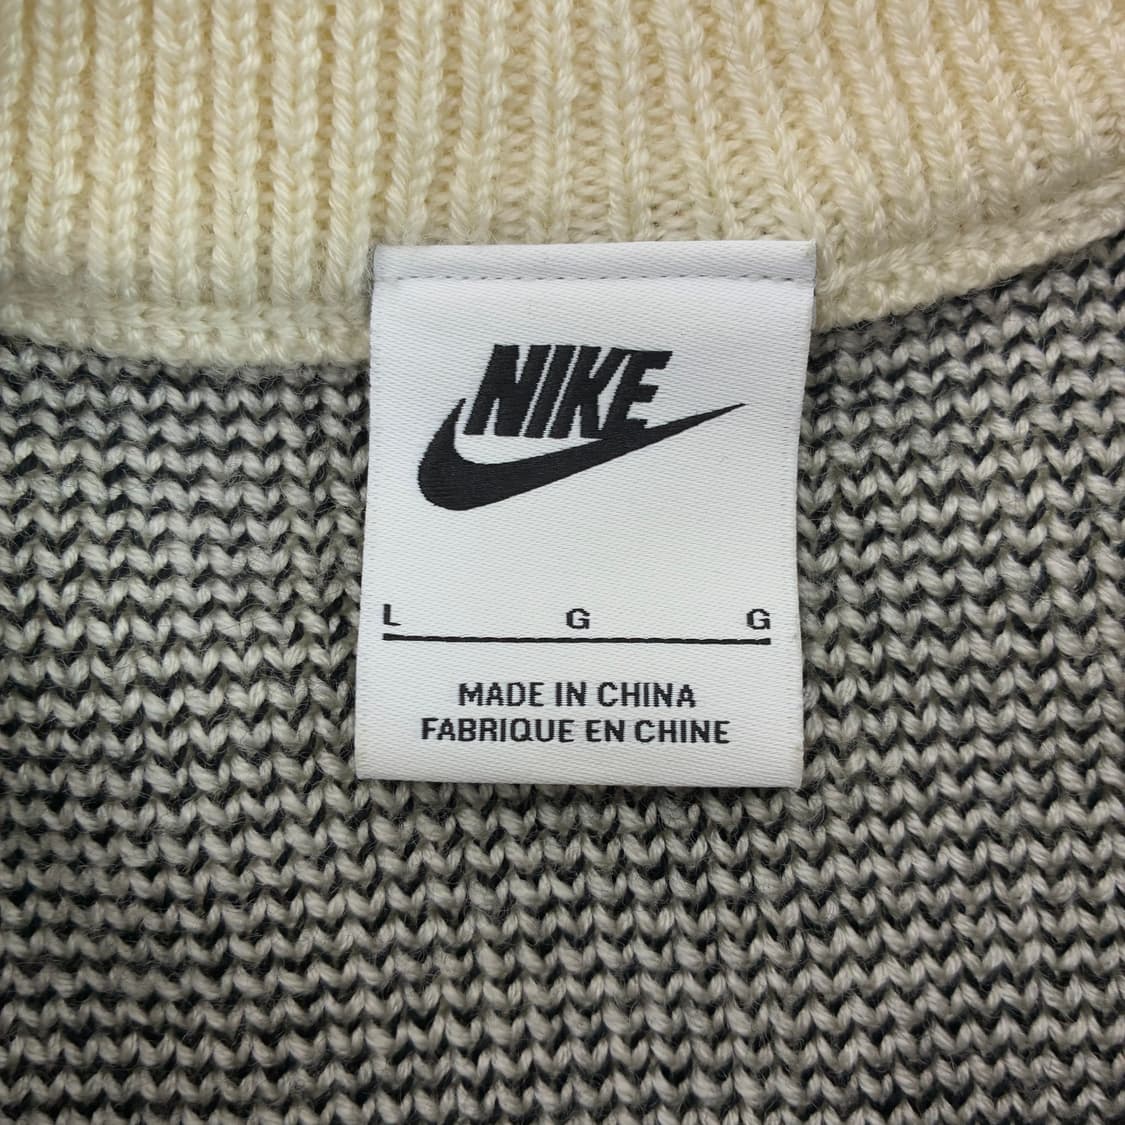 NIKE
L G G
MADE IN CHINA
FABRIQUE EN CHINE